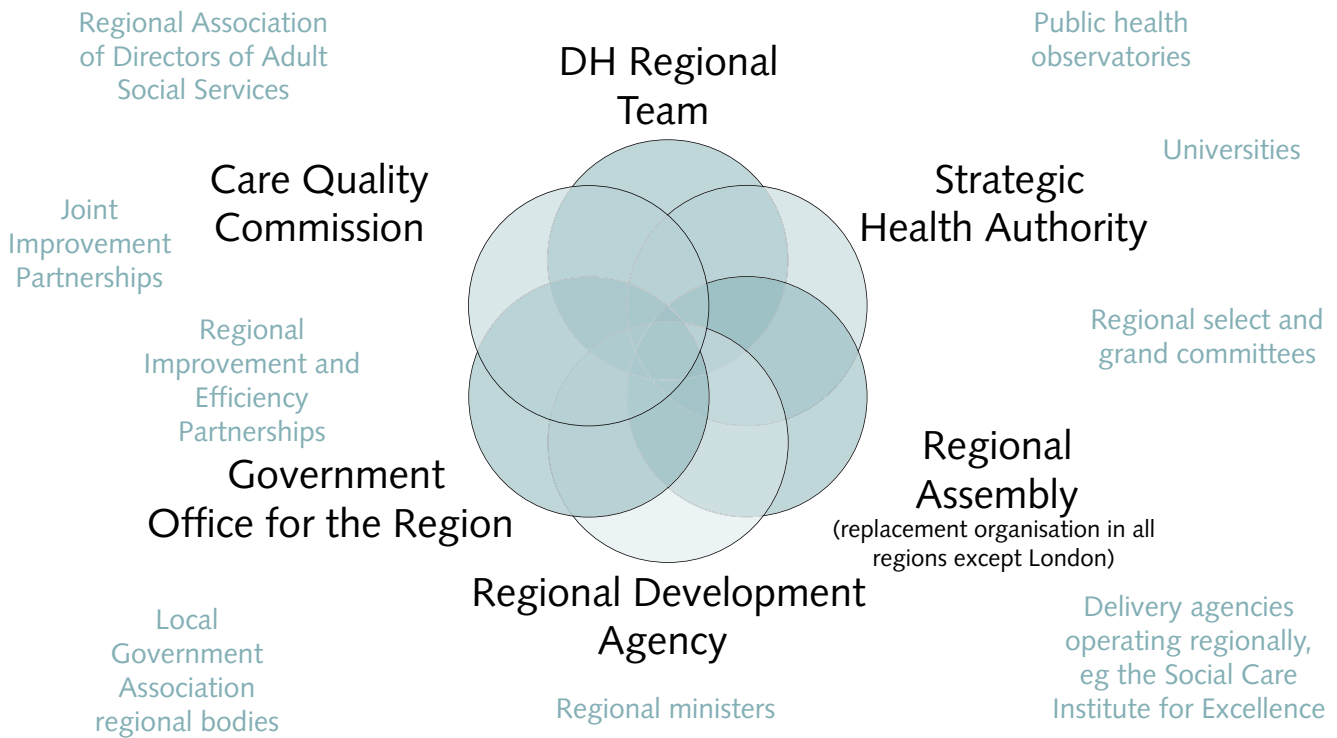 Regional Association
of Directors of Adult
Social Services
DH Regional
Team
Public health
observatories
Universities
Care Quality
Commission
Strategic
Health Authority
Joint
Improvement
Partnerships
Regional
Improvement and
Efficiency
Partnerships
Regional select and
grand committees
Government
Office for the Region
Regional
Assembly
(replacement organisation in all
regions except London)
Regional Development
Agency
Local
Government
Association
regional bodies
Regional ministers
Delivery agencies
operating regionally,
eg the Social Care
Institute for Excellence